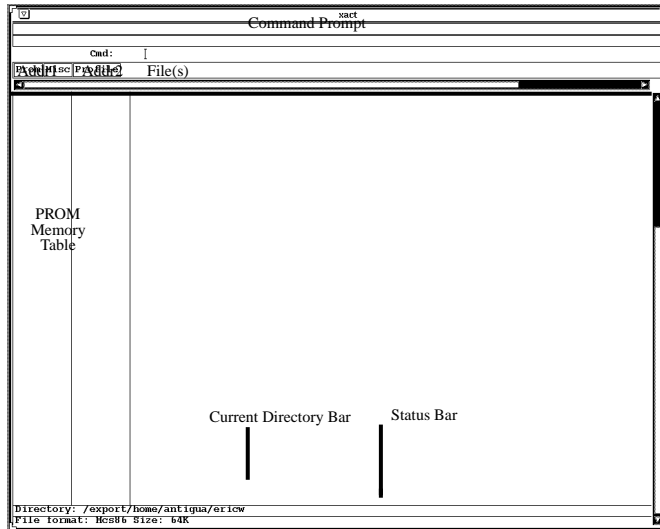 xact
Command Prompt
Cmd:
Prom Misc Profile
Addr1 Addr2 File(s)
PROM
Memory
Table
Current Directory Bar
Status Bar
Directory: /export/home/antigua/ericw
File format: Mcs86 Size: 64K